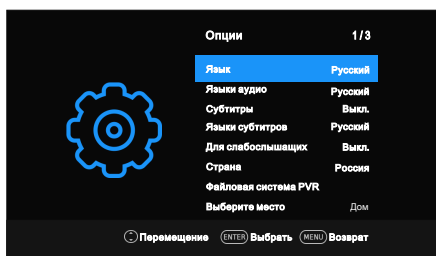 Опции 1/3
Язык Русский
Языки аудио Русский
Субтитры Выкл.
Языки субтитров Русский
Для слабослышащих Выкл.
Страна Россия
Файловая система PVR
Выберите место Дом
Перемещение ENTER Выбрать MENU Возврат